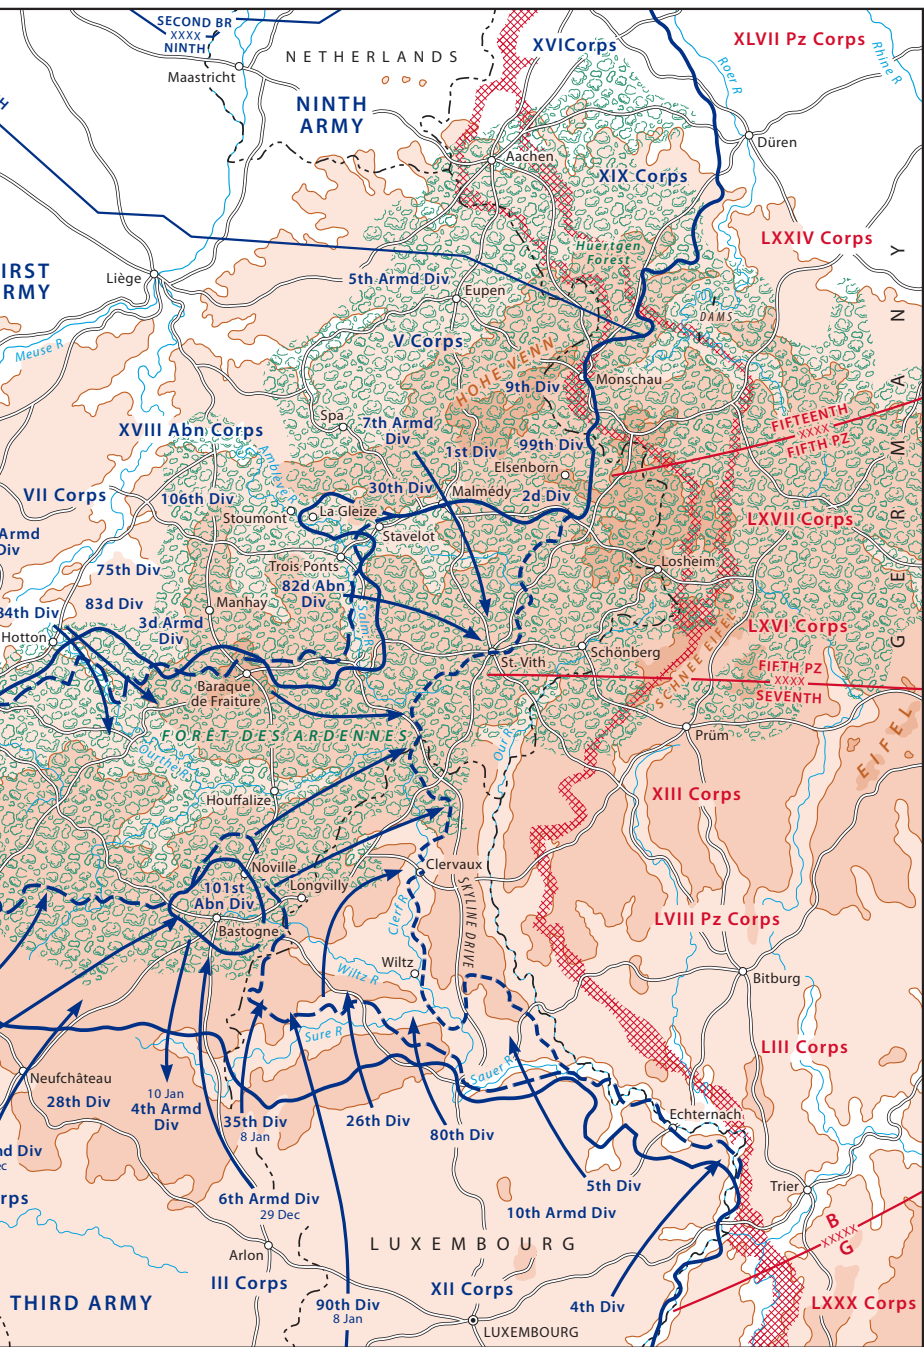 SECOND BR
XXXX
NINTH
NETHERLANDS
Maastricht
NINTH
ARMY
XVICorps
XLVII Pz Corps
Roer R
Rhine R
Düren
Aachen
XIX Corps
Huertgen
Forest
LXXIV Corps
H
IRST
RMY
Liège
Meuse R
5th Armd Div
Eupen
DAMS
V Corps
HOHE VENN
9th Div
Monschau
Spa
7th Armd
Div
XVIII Abn Corps
Amblève R
1st Div
99th Div
Elsenborn
FIFTEENTH
XXXX
FIFTH PZ
GERMANY
VII Corps
106th Div
30th Div
Malmédy
2d Div
La Gleize
Stoumont
Stavelot
LXVII Corps
Armd
Div
75th Div
Trois Ponts
82d Abn
Div
Losheim
84th Div
83d Div
Manhay
3d Armd
Div
Hotton
LXVI Corps
Schönberg
St. Vith
SCHNEE EIFEL
FIFTH PZ
XXXX
SEVENTH
Baraque
de Fraiture
FORÊT DES ARDENNES
Our R
Prüm
EIFEL
Ourthe R
Houffalize
XIII Corps
Noville
Clervaux
Longvilly
101st
Abn Div
SKYLINE DRIVE
Clerf R
LVIII Pz Corps
Bastogne
Wiltz
Wiltz R
Bitburg
Sure R
LIII Corps
Sauer R
Neufchâteau
28th Div
10 Jan
4th Armd
Div
35th Div
8 Jan
26th Div
80th Div
Echternach
nd Div
ec
6th Armd Div
29 Dec
5th Div
10th Armd Div
Trier
rps
LUXEMBOURG
B
XXXXX
G
Arlon
III Corps
XII Corps
THIRD ARMY
90th Div
8 Jan
4th Div
LXXX Corps
LUXEMBOURG